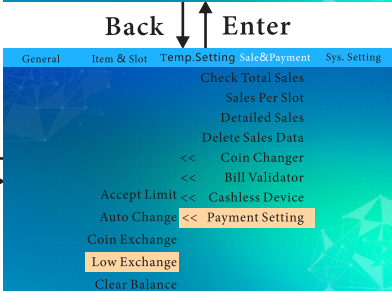 Back Enter
General Item & Slot Temp.Setting Sale&Payment Sys. Setting
Check Total Sales
Sales Per Slot
Detailed Sales
Delete Sales Data
<< Coin Changer
<< Bill Validator
Accept Limit << Cashless Device
Auto Change << Payment Setting
Coin Exchange
Low Exchange
Clear Balance